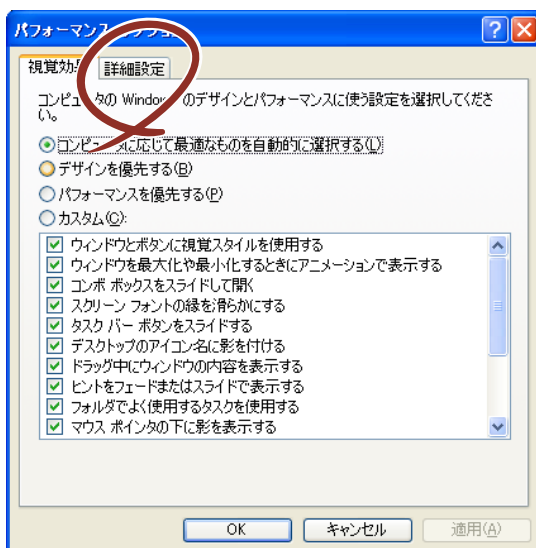 パフォーマンス
視覚効果 詳細設定
コンピュータの Windows のデザインとパフォーマンスに使う設定を選択してくださ
い。
コンピュータに応じて最適なものを自動的に選択する(L)
デザインを優先する(B)
パフォーマンスを優先する(P)
カスタム(C):
ウィンドウとボタンに視覚スタイルを使用する
ウィンドウを最大化や最小化するときにアニメーションで表示する
コンボ ボックスをスライドして開く
スクリーン フォントの縁を滑らかにする
タスク バー ボタンをスライドする
デスクトップのアイコン名に影を付ける
ドラッグ中にウィンドウの内容を表示する
ヒントをフェードまたはスライドで表示する
フォルダでよく使用するタスクを使用する
マウス ポインタの下に影を表示する
OK キャンセル 適用(A)